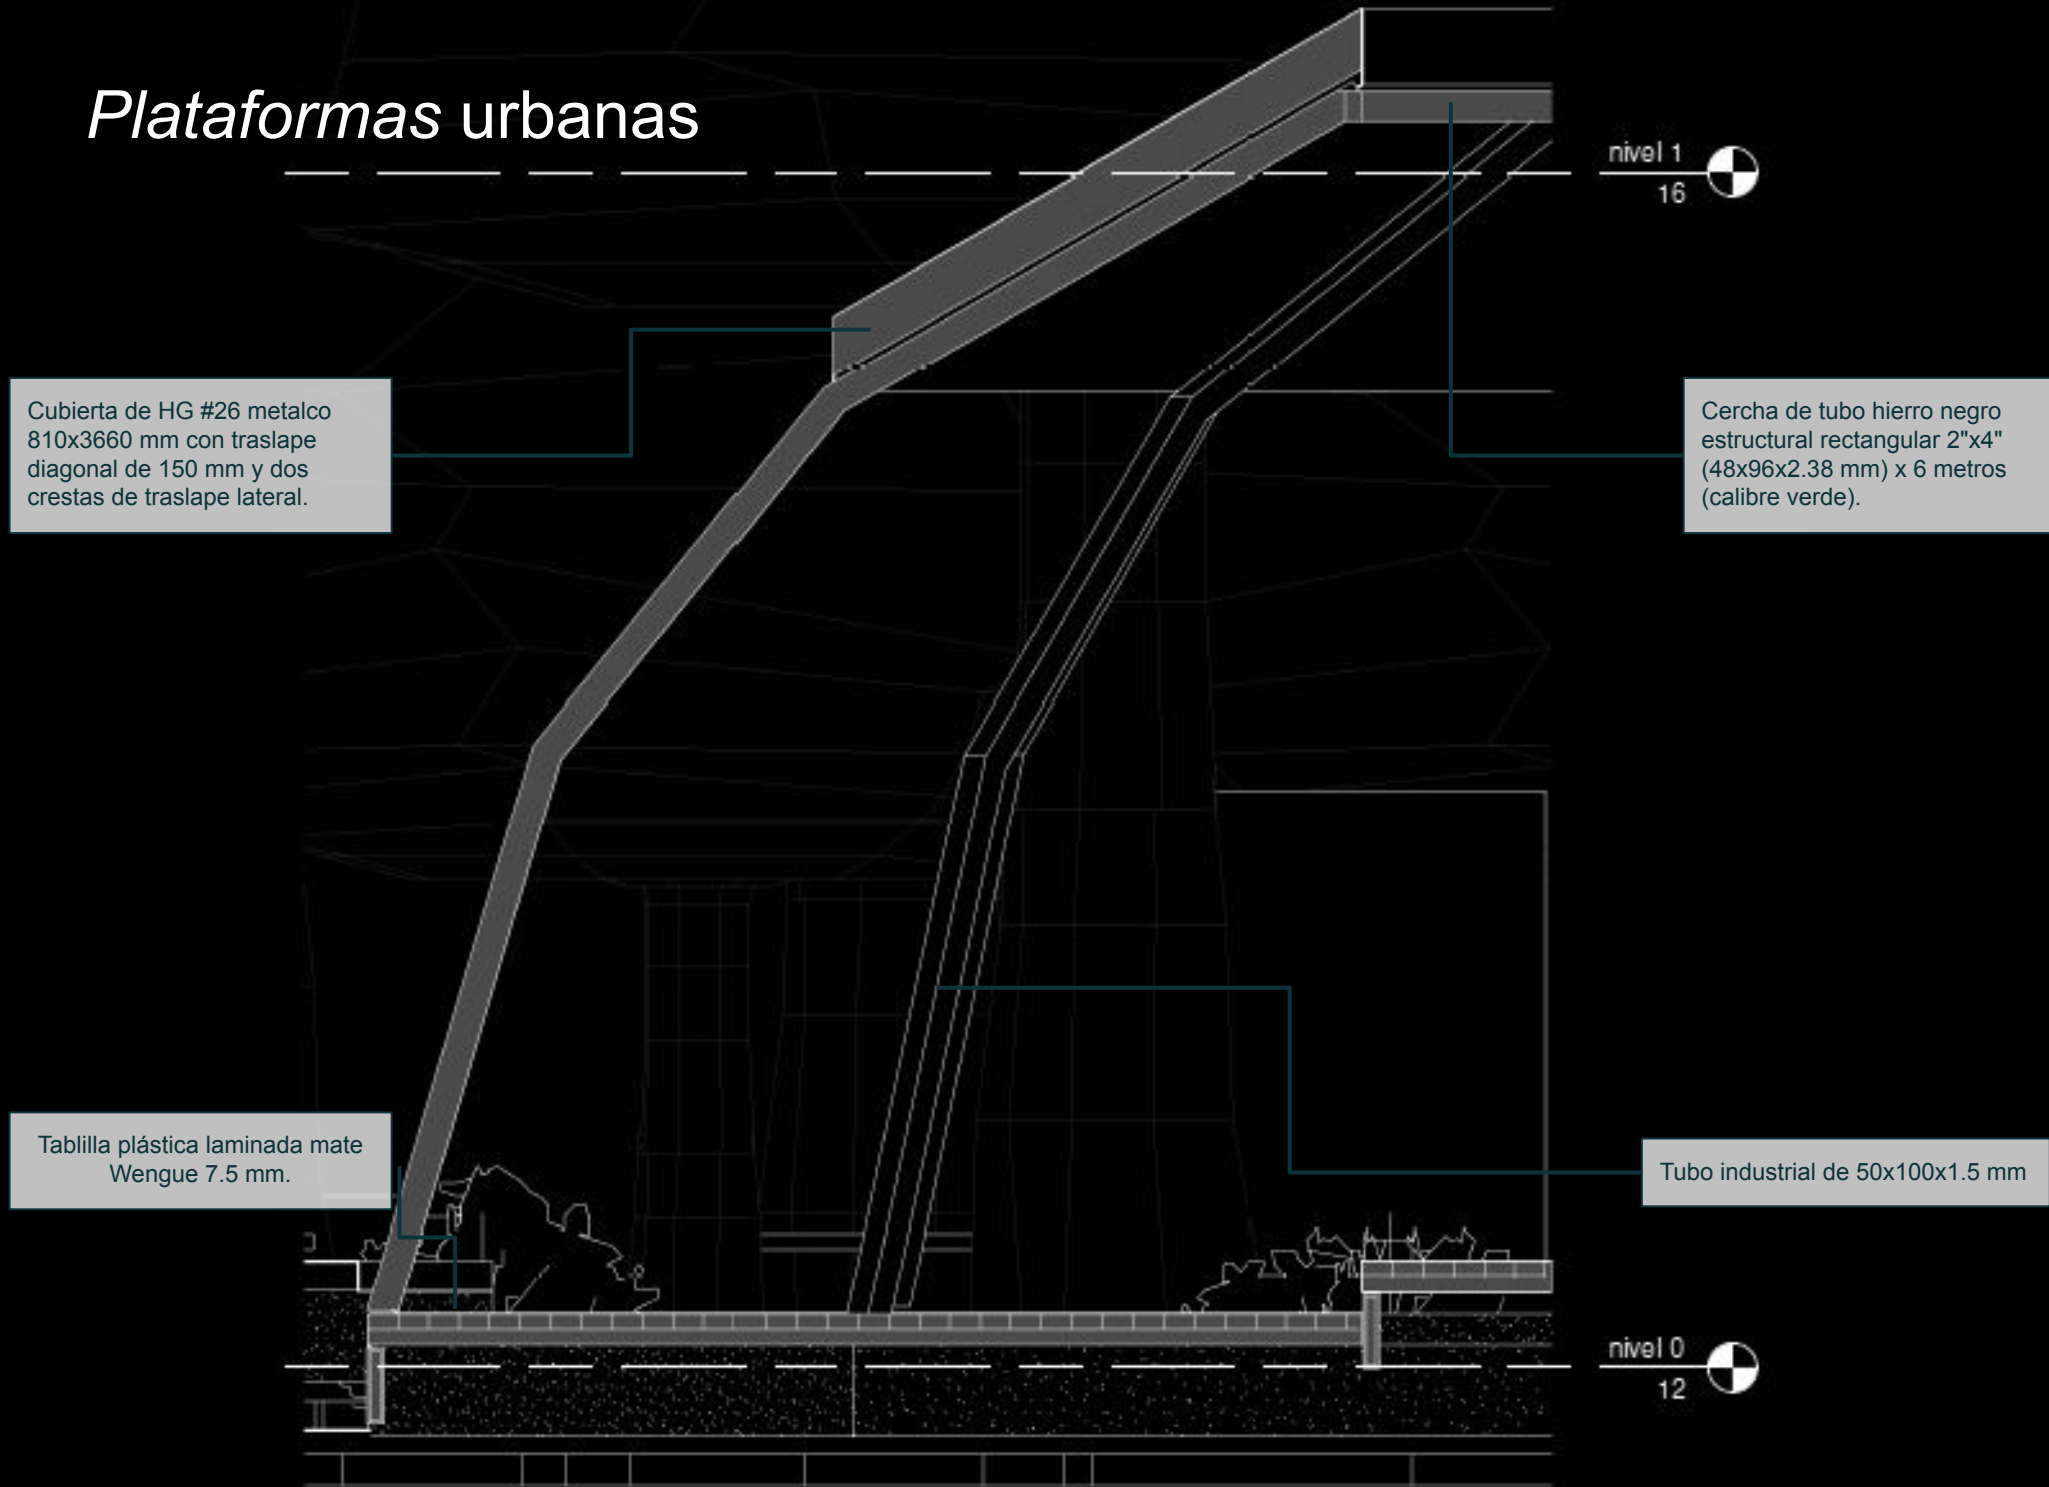 Plataformas urbanas
nivel 1
16
Cubierta de HG #26 metalco
810x3660 mm con traslape
diagonal de 150 mm y dos
crestas de traslape lateral.
Cercha de tubo hierro negro
estructural rectangular 2"x4"
(48x96x2.38 mm) x 6 metros
(calibre verde).
Tablilla plástica laminada mate
Wengue 7.5 mm.
Tubo industrial de 50x100x1.5 mm
nivel 0
12